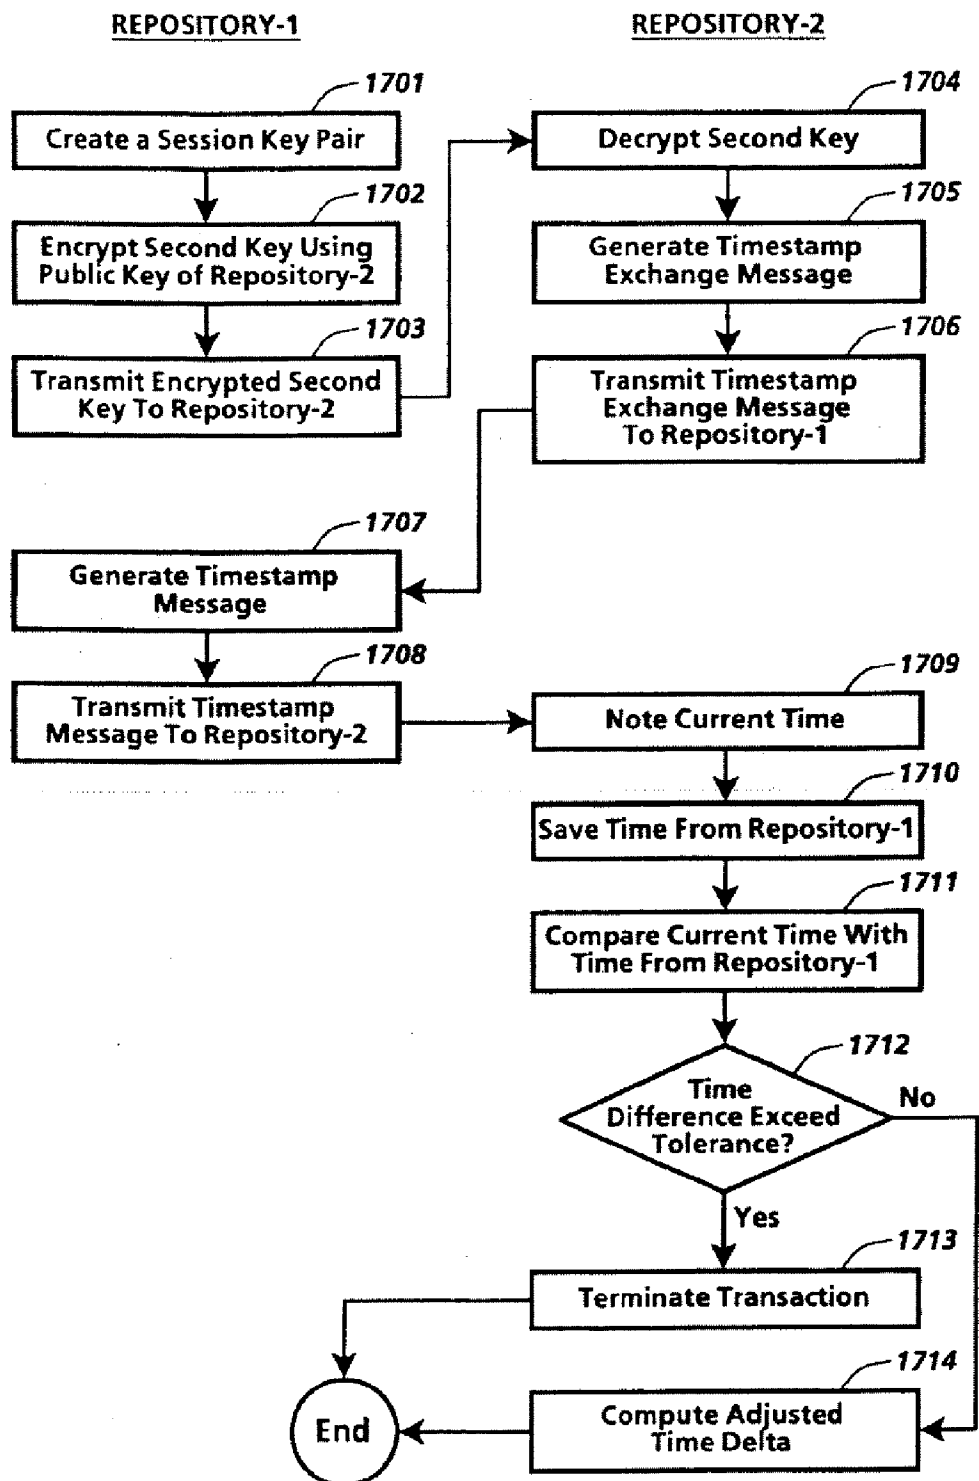 REPOSITORY-1
REPOSITORY-2
1701
Create a Session Key Pair
1702
Encrypt Second Key Using
Public Key of Repository-2
1703
Transmit Encrypted Second
Key To Repository-2
1704
Decrypt Second Key
1705
Generate Timestamp
Exchange Message
1706
Transmit Timestamp
Exchange Message
To Repository-1
1707
Generate Timestamp
Message
1708
Transmit Timestamp
Message To Repository-2
1709
Note Current Time
1710
Save Time From Repository-1
1711
Compare Current Time With
Time From Repository-1
1712
Time
Difference Exceed
Tolerance?
No
Yes
1713
Terminate Transaction
1714
Compute Adjusted
Time Delta
End